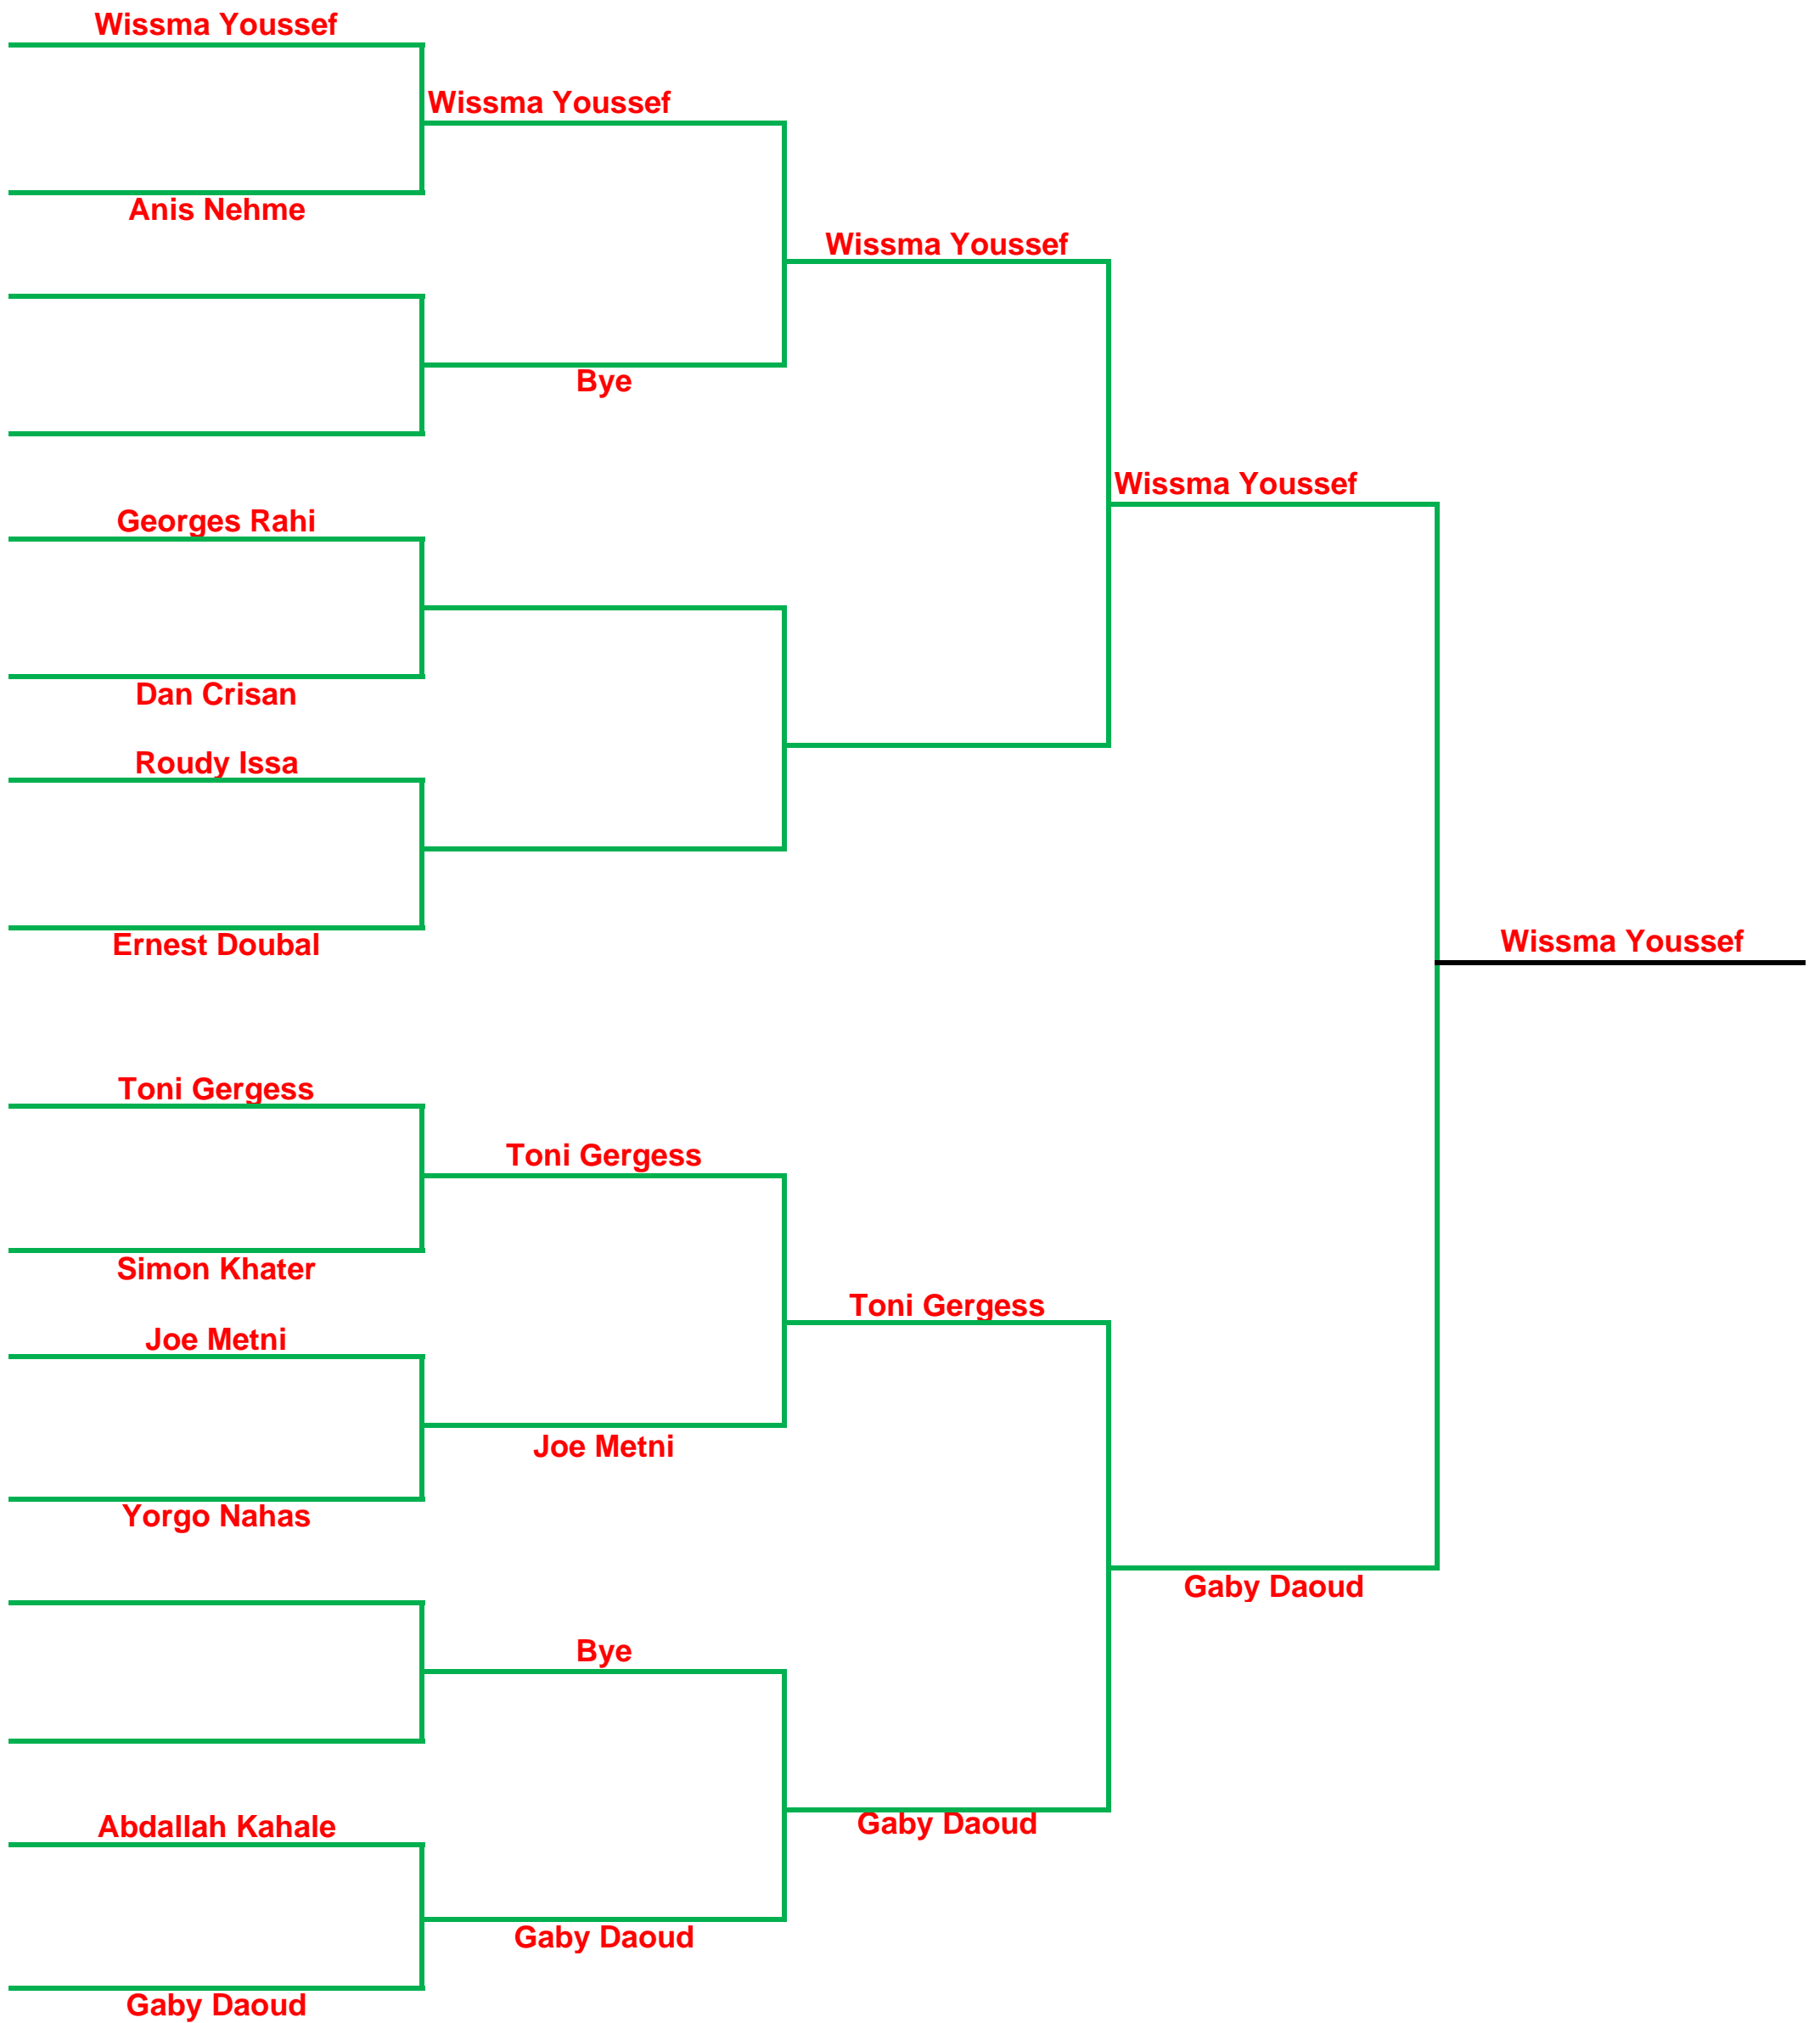 Wissma Youssef
Wissma Youssef
Anis Nehme
Wissma Youssef
Bye
Wissma Youssef
Georges Rahi
Dan Crisan
Roudy Issa
Ernest Doubal
Wissma Youssef
Toni Gergess
Toni Gergess
Simon Khater
Toni Gergess
Joe Metni
Joe Metni
Yorgo Nahas
Gaby Daoud
Bye
Abdallah Kahale
Gaby Daoud
Gaby Daoud
Gaby Daoud